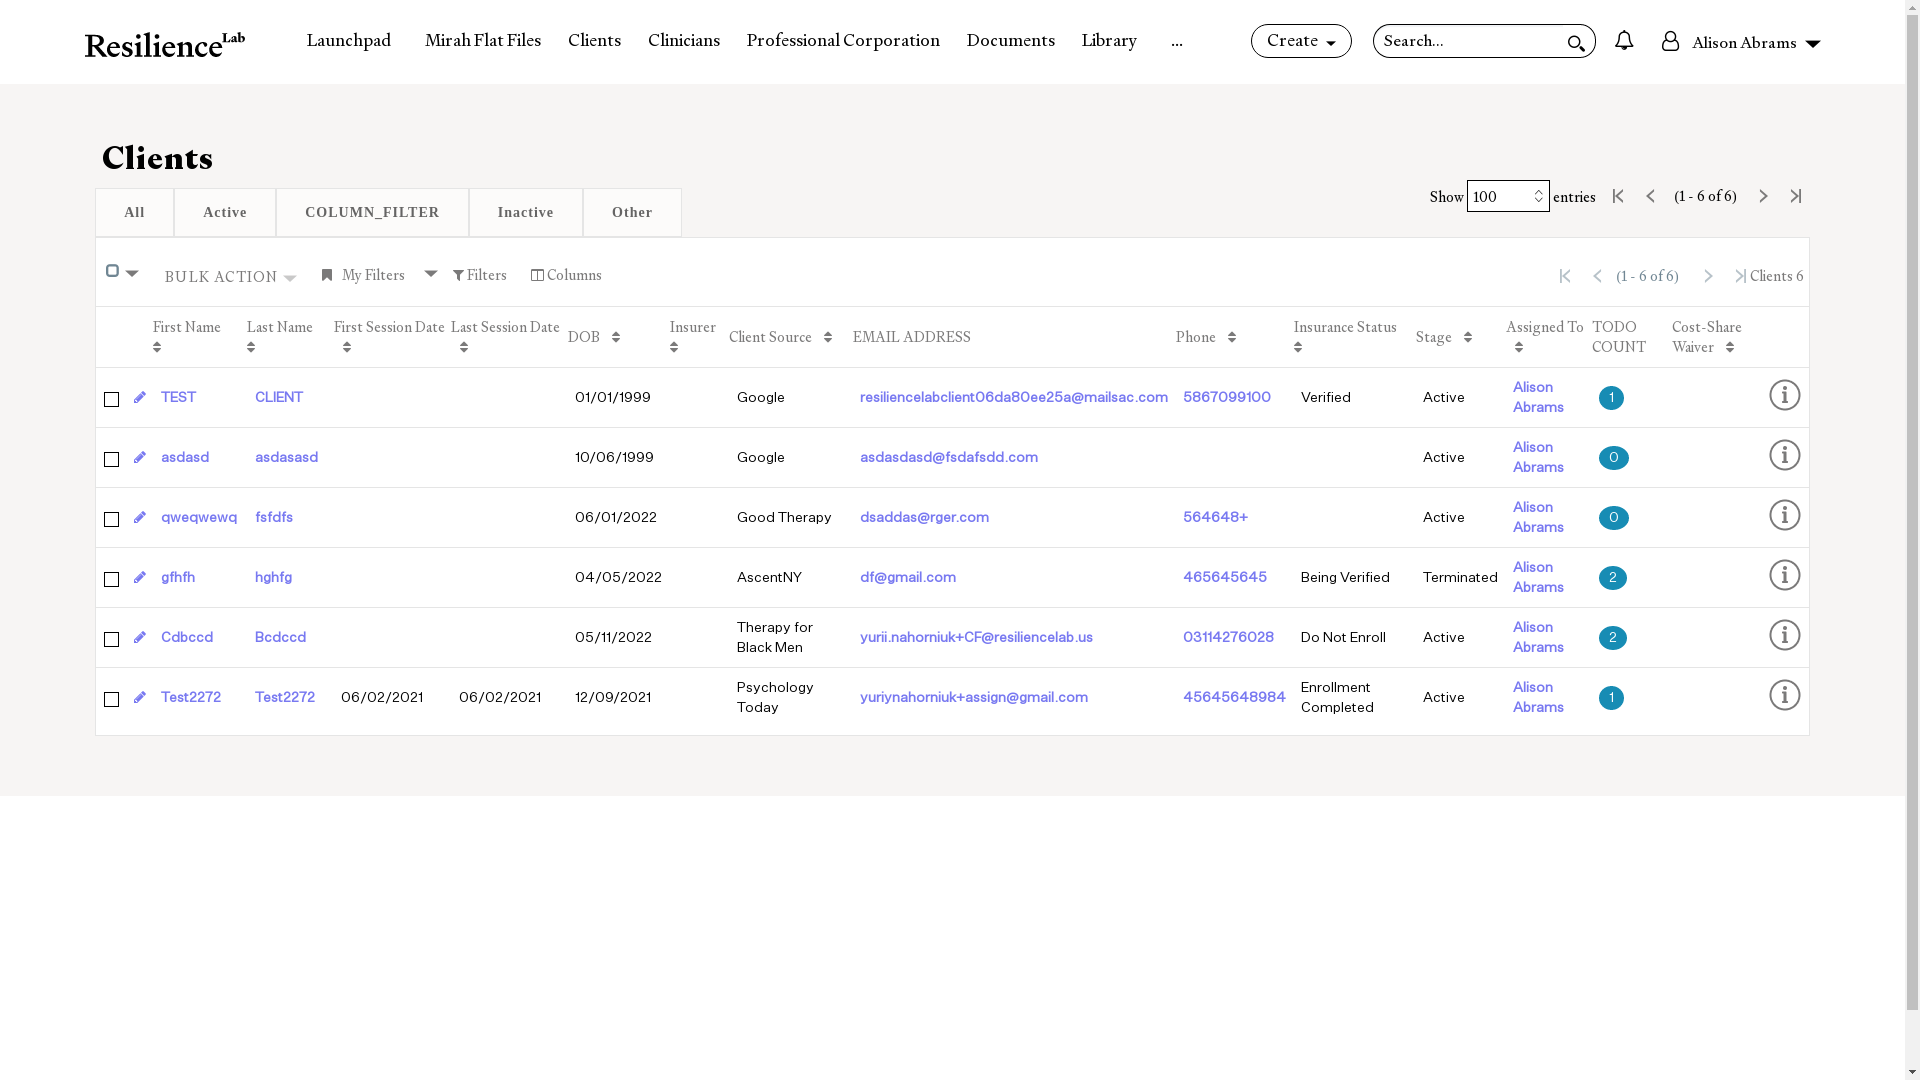 ResilienceLab Launchpad Mirah Flat Files Clients Clinicians Professional Corporation Documents Library ... Create Search... Alison Abrams
Clients
Show 100 entries (1 - 6 of 6)
All Active COLUMN_FILTER Inactive Other
BULK ACTION My Filters Filters Columns (1 - 6 of 6) Clients 6
First Name Last Name First Session Date Last Session Date DOB Insurer Client Source EMAIL ADDRESS Phone Insurance Status Stage Assigned To TODO COUNT Cost-Share Waiver
TEST CLIENT 01/01/1999 Google resiliencelabclient06da80ee25a@mailsac.com 5867099100 Verified Active Alison Abrams 1
asdasd asdasasd 10/06/1999 Google asdasdasd@fsdafsdd.com Active Alison Abrams 0
qweqwewq fsfdfs 06/01/2022 Good Therapy dsaddas@rger.com 564648+ Active Alison Abrams 0
gfhfh hghfg 04/05/2022 AscentNY df@gmail.com 465645645 Being Verified Terminated Alison Abrams 2
Cdbccd Bcdccd 05/11/2022 Therapy for Black Men yurii.nahorniuk+CF@resiliencelab.us 03114276028 Do Not Enroll Active Alison Abrams 2
Test2272 Test2272 06/02/2021 06/02/2021 12/09/2021 Psychology Today yuriynahorniuk+assign@gmail.com 45645648984 Enrollment Completed Active Alison Abrams 1